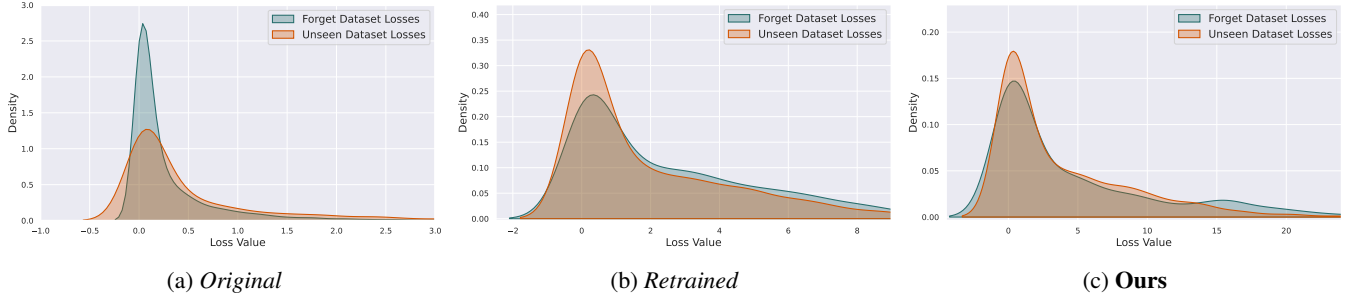 3.0
2.5
2.0
1.5
1.0
0.5
0.0
Density
−1.0 −0.5 0.0 0.5 1.0 1.5 2.0 2.5 3.0
Loss Value
Forget Dataset Losses
Unseen Dataset Losses
(a) Original
0.40
0.35
0.30
0.25
0.20
0.15
0.10
0.05
0.00
Density
−2 0 2 4 6 8
Loss Value
Forget Dataset Losses
Unseen Dataset Losses
(b) Retrained
0.20
0.15
0.10
0.05
0.00
Density
0 5 10 15 20
Loss Value
Forget Dataset Losses
Unseen Dataset Losses
(c) Ours